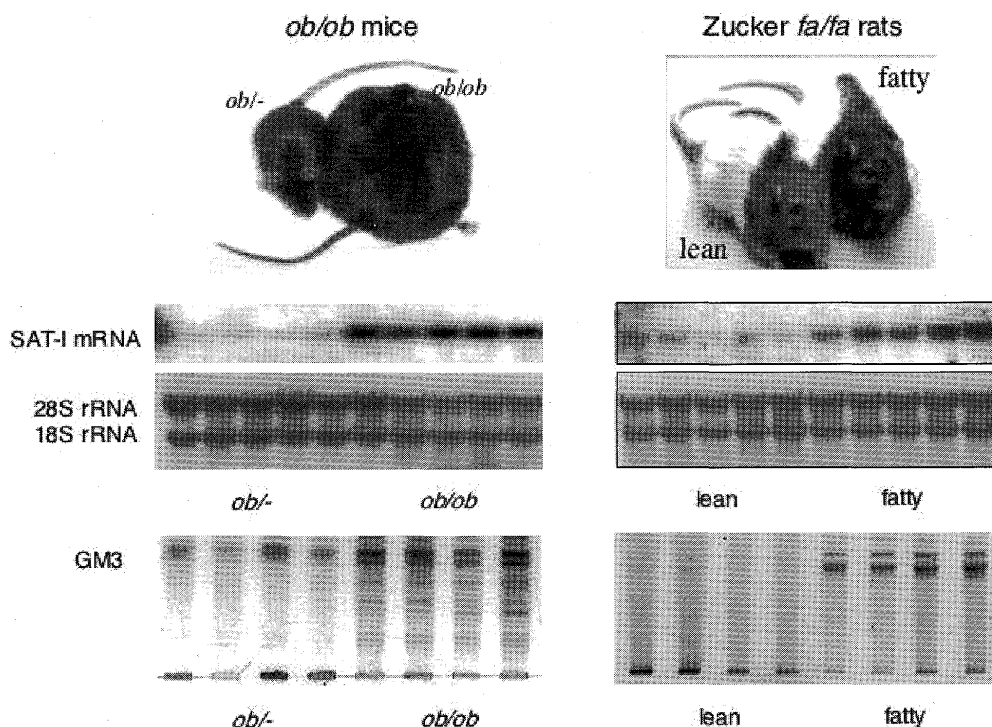 ob/ob mice
Zucker fa/fa rats
ob/-
ob/ob
fatty
lean
SAT-I mRNA
28S rRNA
18S rRNA
ob/-
ob/ob
lean
fatty
GM3
ob/-
ob/ob
lean
fatty